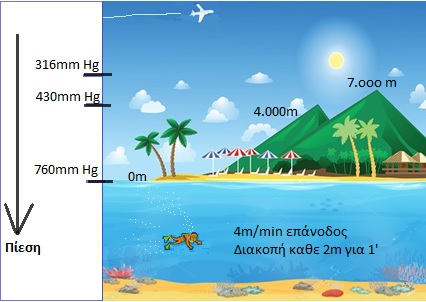 316mm Hg
7.οοο m
430mm Hg
4.000m
760mm Hg
0m
4m/min επάνοδος
Διακοπή καθε 2m για 1'
Πίεση